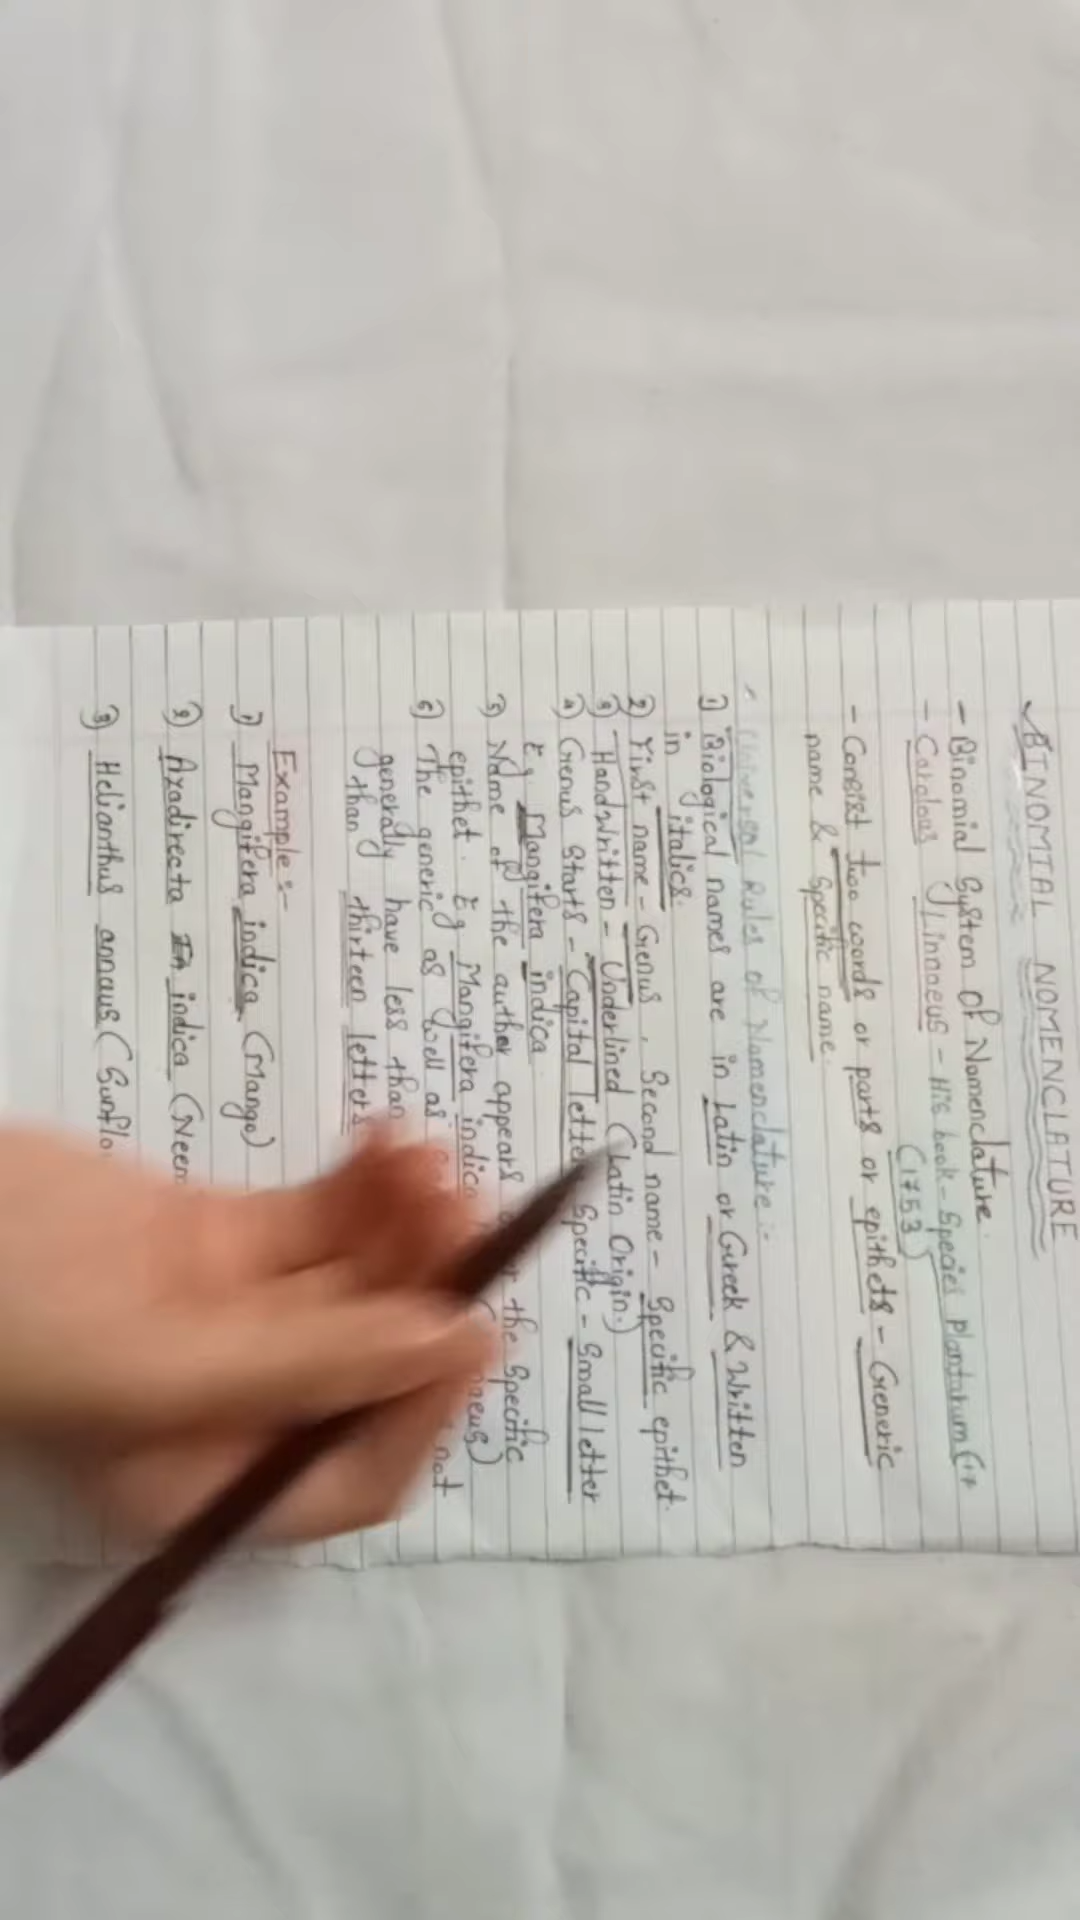 BINOMIAL NOMENCLATURE
- Binomial System of Nomenclature
- Carolous Linnaeus - His book - Species plantarum (17
(1753)
- Consist two words or parts or epithets - Generic
name & Specific name.
Universal Rules of Nomenclature :-
1) Biological names are in Latin or Greek & Written
in italics.
2) First name - Genus, Second name - Specific epithet.
3) Handwritten - Underlined (Latin Origin.)
4) Genus Starts - Capital letter Specific - Small letter
Eg Mangifera indica
5) Name of the author appears the Specific
epithet. Eg Mangifera indica
6) The generic as well as not
generally have less than
than thirteen letters
Example :-
1) Mangifera indica (Mango)
2) Azadirecta indica (Neem
3) Helianthus annaus (Sunflo